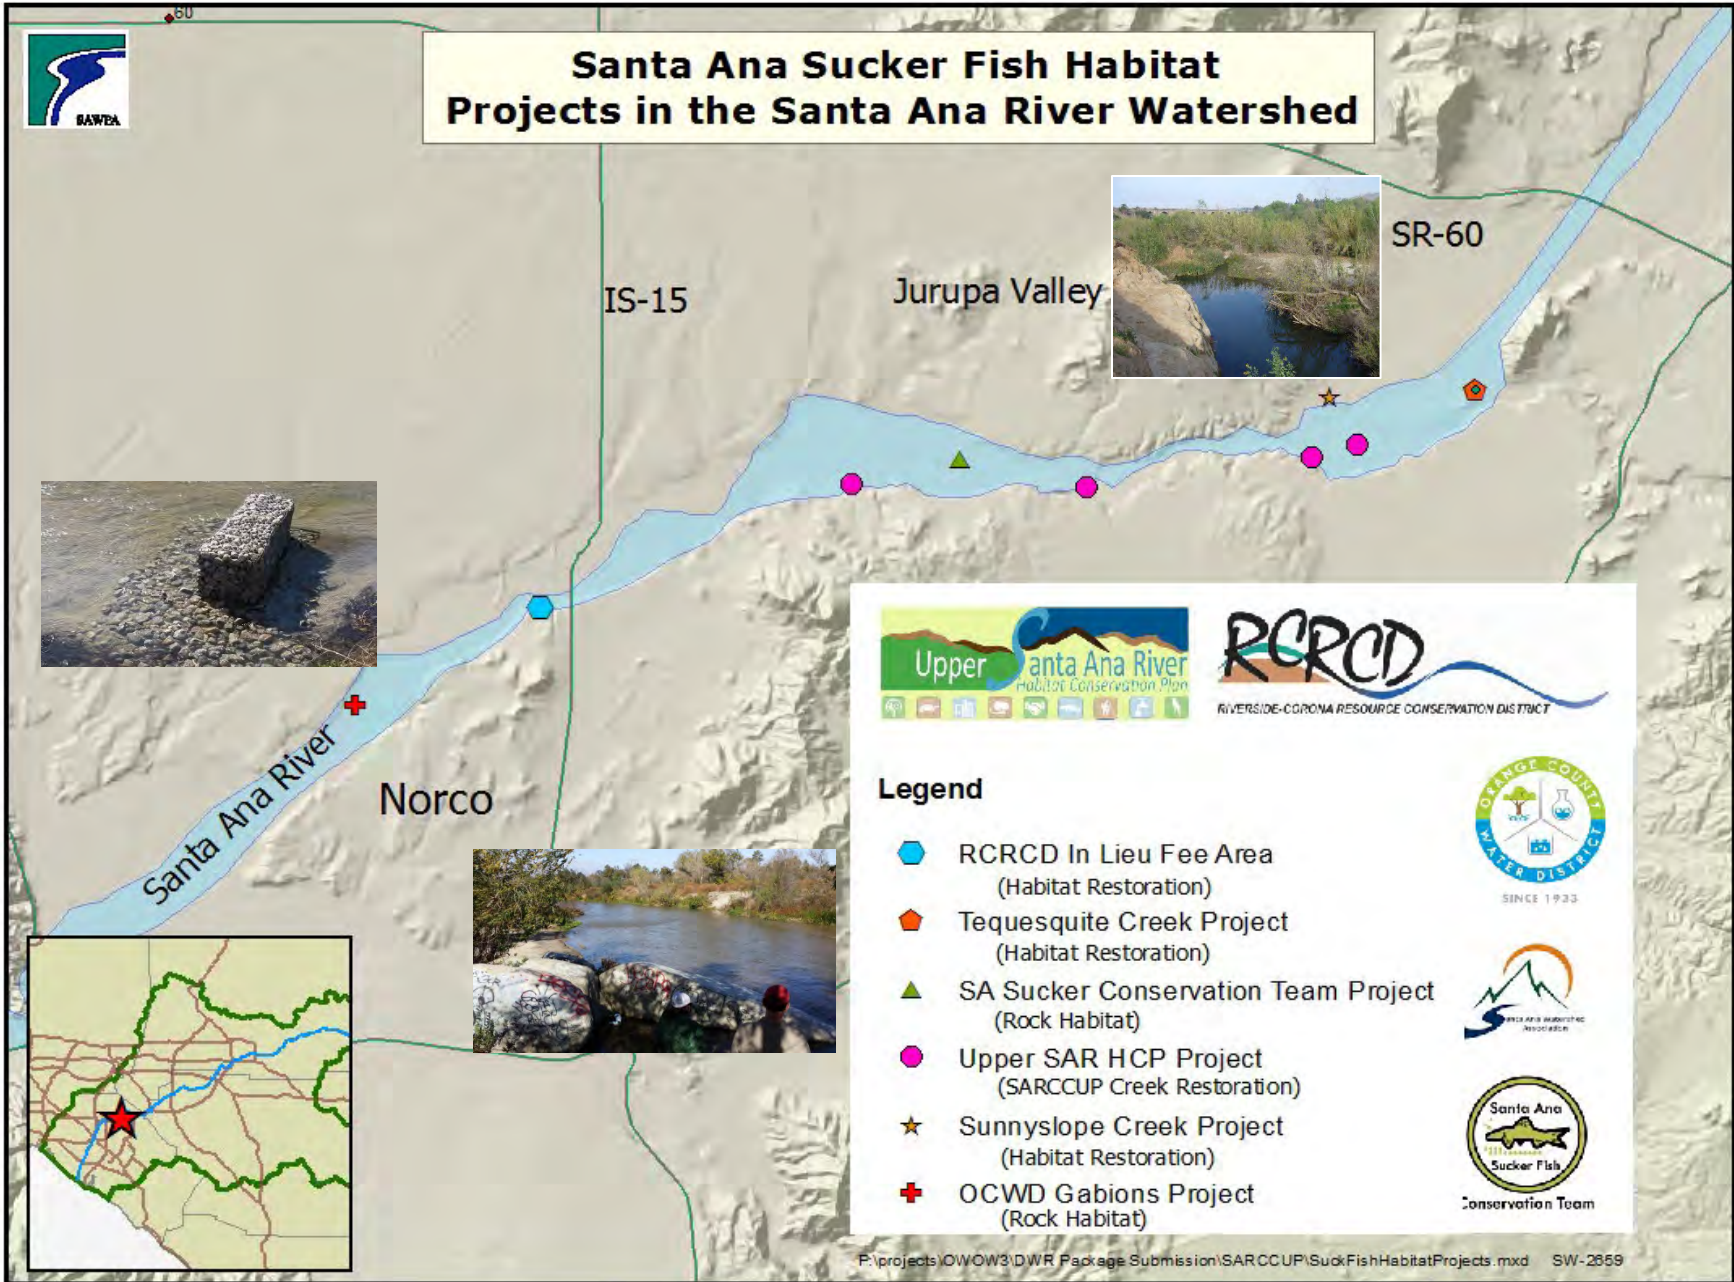 60
SAWPA
Santa Ana Sucker Fish Habitat
Projects in the Santa Ana River Watershed
SR-60
IS-15
Jurupa Valley
Santa Ana River
Norco
Upper Santa Ana River
Habitat Conservation Plan
RCRCD
RIVERSIDE-CORONA RESOURCE CONSERVATION DISTRICT
Legend
RCRCD In Lieu Fee Area
(Habitat Restoration)
Tequesquite Creek Project
(Habitat Restoration)
SA Sucker Conservation Team Project
(Rock Habitat)
Upper SAR HCP Project
(SARCCUP Creek Restoration)
Sunnyslope Creek Project
(Habitat Restoration)
OCWD Gabions Project
(Rock Habitat)
ORANGE COUNTY
WATER DISTRICT
SINCE 1933
Santa Ana Watershed
Association
Santa Ana
Sucker Fish
Conservation Team
P:\projects\OWOW3\DWR Package Submission\SARCCUP\SuckFishHabitatProjects.mxd SW-2659